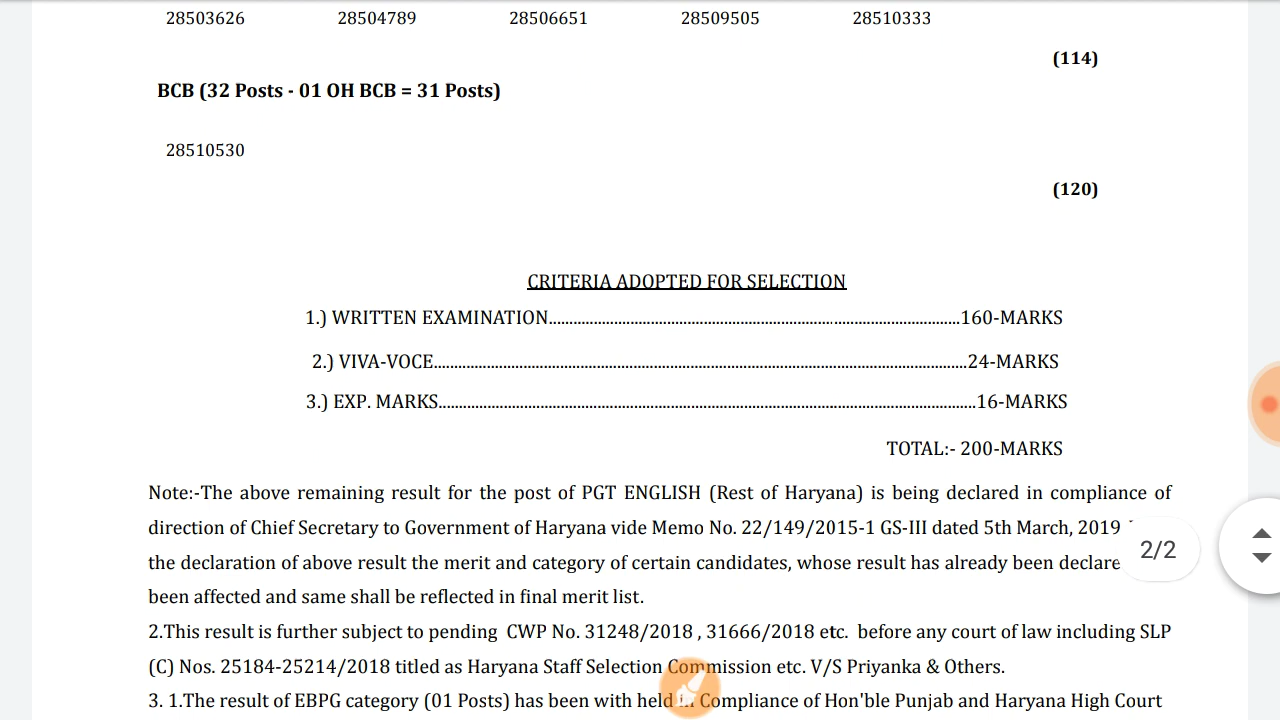 28503626 28504789 28506651 28509505 28510333
(114)
BCB (32 Posts - 01 OH BCB = 31 Posts)
28510530
(120)
CRITERIA ADOPTED FOR SELECTION
1.) WRITTEN EXAMINATION.......................................................................................................160-MARKS
2.) VIVA-VOCE....................................................................................................................................24-MARKS
3.) EXP. MARKS....................................................................................................................................16-MARKS
TOTAL:- 200-MARKS
Note:-The above remaining result for the post of PGT ENGLISH (Rest of Haryana) is being declared in compliance of
direction of Chief Secretary to Government of Haryana vide Memo No. 22/149/2015-1 GS-III dated 5th March, 2019
2/2
the declaration of above result the merit and category of certain candidates, whose result has already been
been affected and same shall be reflected in final merit list.
2.This result is further subject to pending CWP No. 31248/2018 , 31666/2018 etc. before any court of law including SLP
(C) Nos. 25184-25214/2018 titled as Haryana Staff Selection Commission etc. V/S Priyanka & Others.
3. 1.The result of EBPG category (01 Posts) has been with held in Compliance of Hon'ble Punjab and Haryana High Court